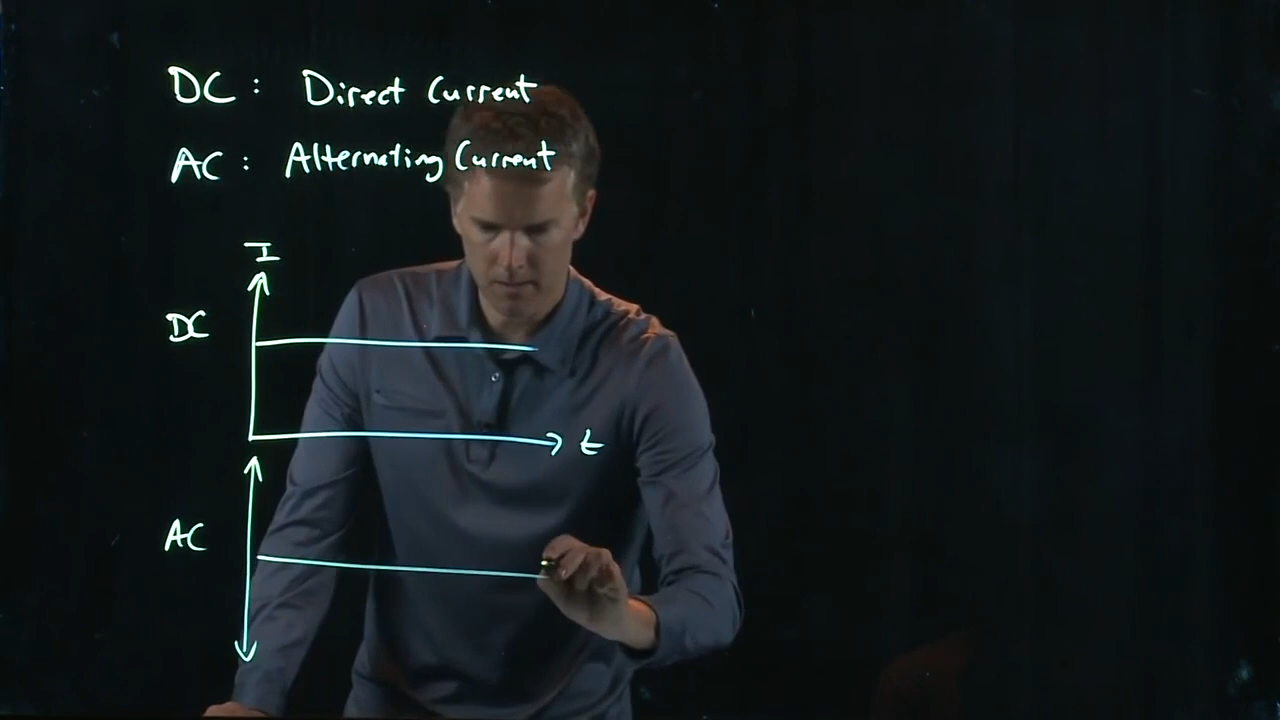 DC: Direct Current
AC: Alternating Current
I
DC
t
AC